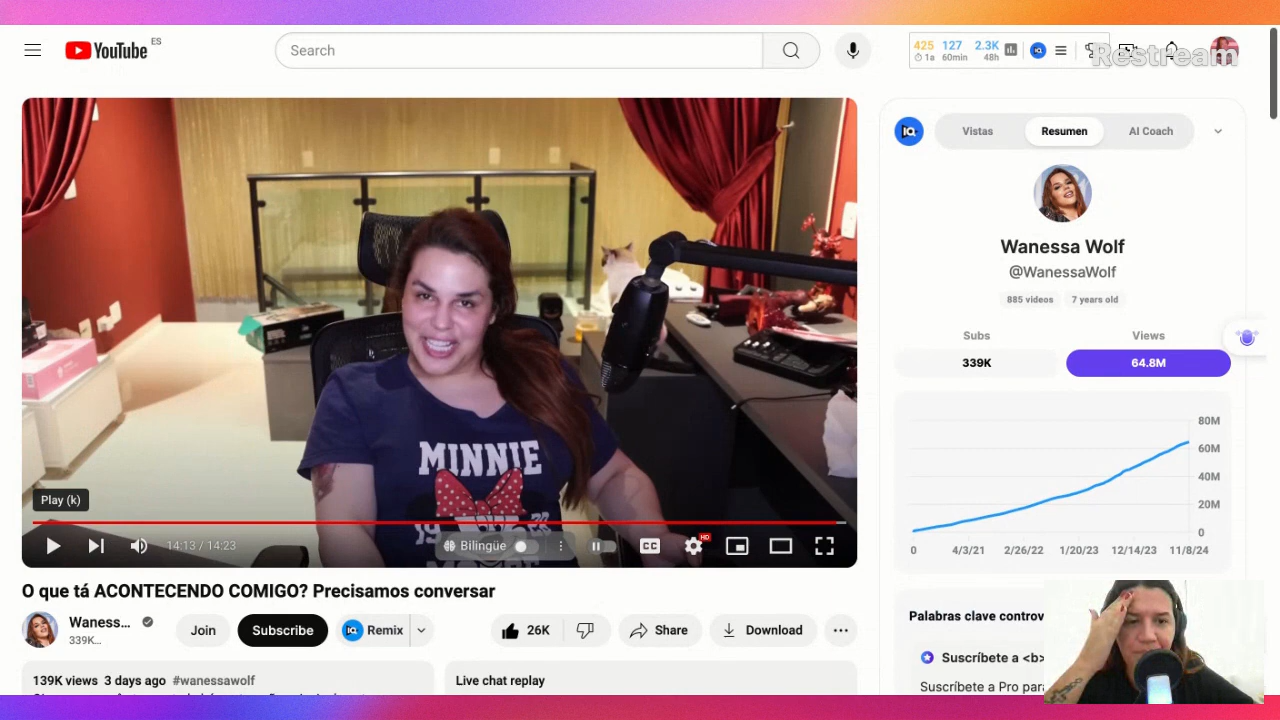 YouTube ES
Search
425 127 2.3K
1a 60min 48h
Restream
Vistas Resumen AI Coach
Wanessa Wolf
@WanessaWolf
885 videos 7 years old
Subs Views
339K 64.8M
80M
60M
40M
20M
0
0 4/3/21 2/26/22 1/20/23 12/14/23 11/8/24
Palabras clave controv
Suscríbete a <b>
Suscríbete a Pro para
MINNIE
19 28
Play (k)
14:13 / 14:23
Bilingüe
CC
HD
O que tá ACONTECENDO COMIGO? Precisamos conversar
Waness...
339K...
Join
Subscribe
Remix
26K
Share
Download
139K views 3 days ago #wanessawolf
Live chat replay